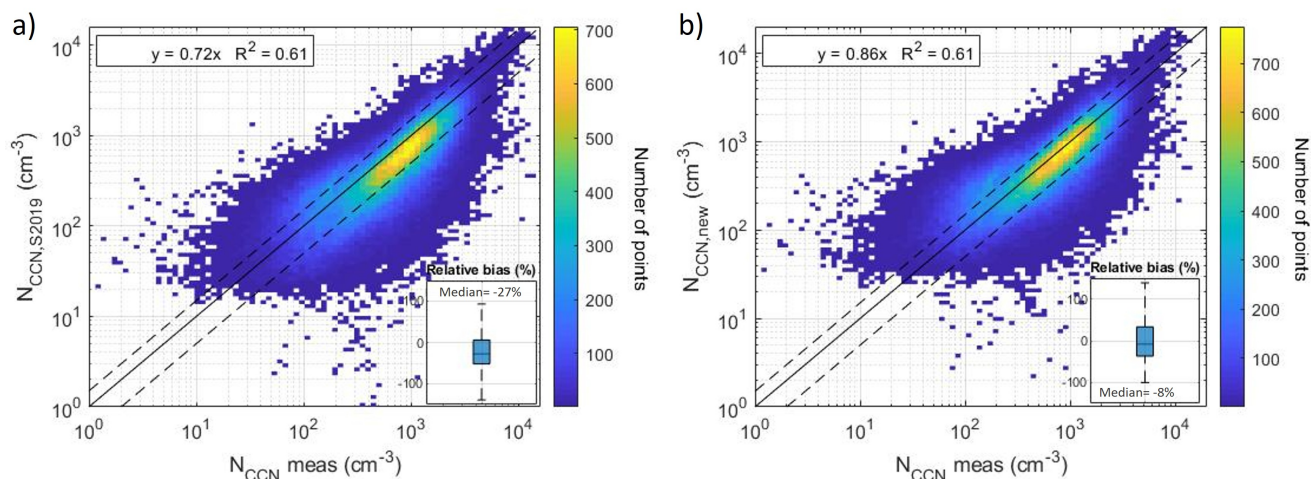 a)
y = 0.72x R² = 0.61
10⁴
10³
10²
10¹
10⁰
N_CCN,S2019 (cm⁻³)
10⁰ 10¹ 10² 10³ 10⁴
N_CCN meas (cm⁻³)
Relative bias (%)
Median= -27%
100
0
-100
700
600
500
400
300
200
100
Number of points
b)
y = 0.86x R² = 0.61
10⁴
10³
10²
10¹
10⁰
N_CCN,new (cm⁻³)
10⁰ 10¹ 10² 10³ 10⁴
N_CCN meas (cm⁻³)
Relative bias (%)
100
0
-100
Median= -8%
700
600
500
400
300
200
100
Number of points